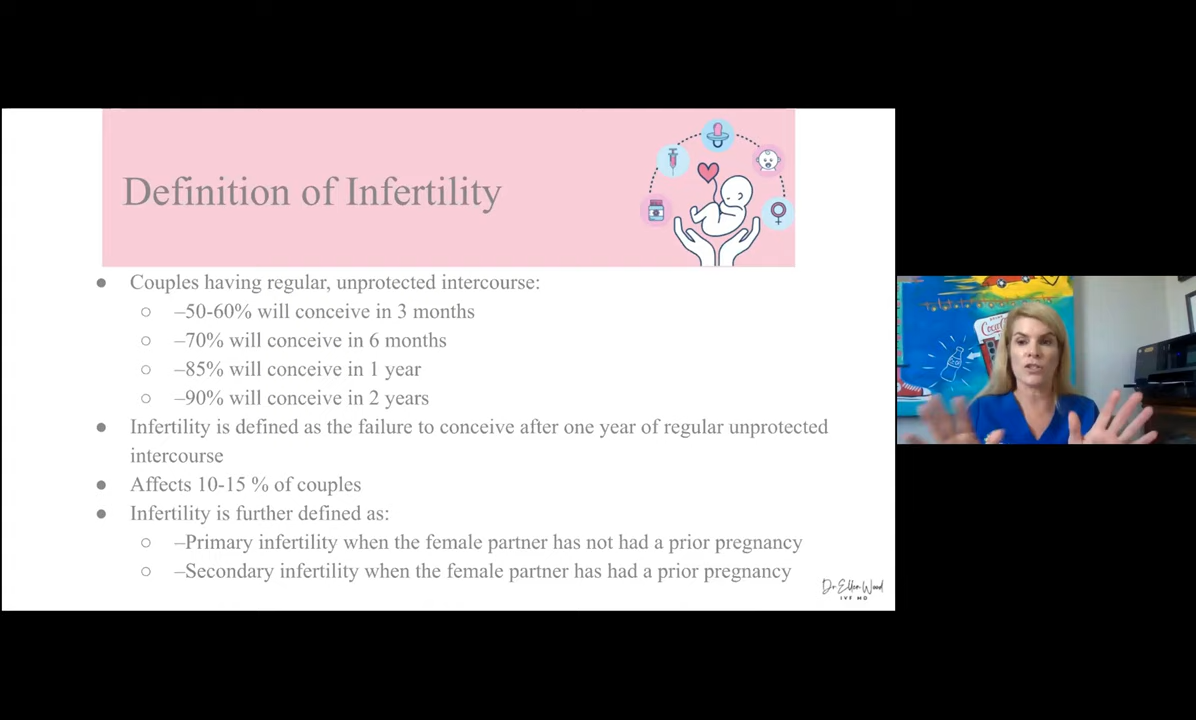 Definition of Infertility
● Couples having regular, unprotected intercourse:
○ –50-60% will conceive in 3 months
○ –70% will conceive in 6 months
○ –85% will conceive in 1 year
○ –90% will conceive in 2 years
● Infertility is defined as the failure to conceive after one year of regular unprotected
intercourse
● Affects 10-15 % of couples
● Infertility is further defined as:
○ –Primary infertility when the female partner has not had a prior pregnancy
○ –Secondary infertility when the female partner has had a prior pregnancy
Dr Ellen Wood
IVF MD
Coca